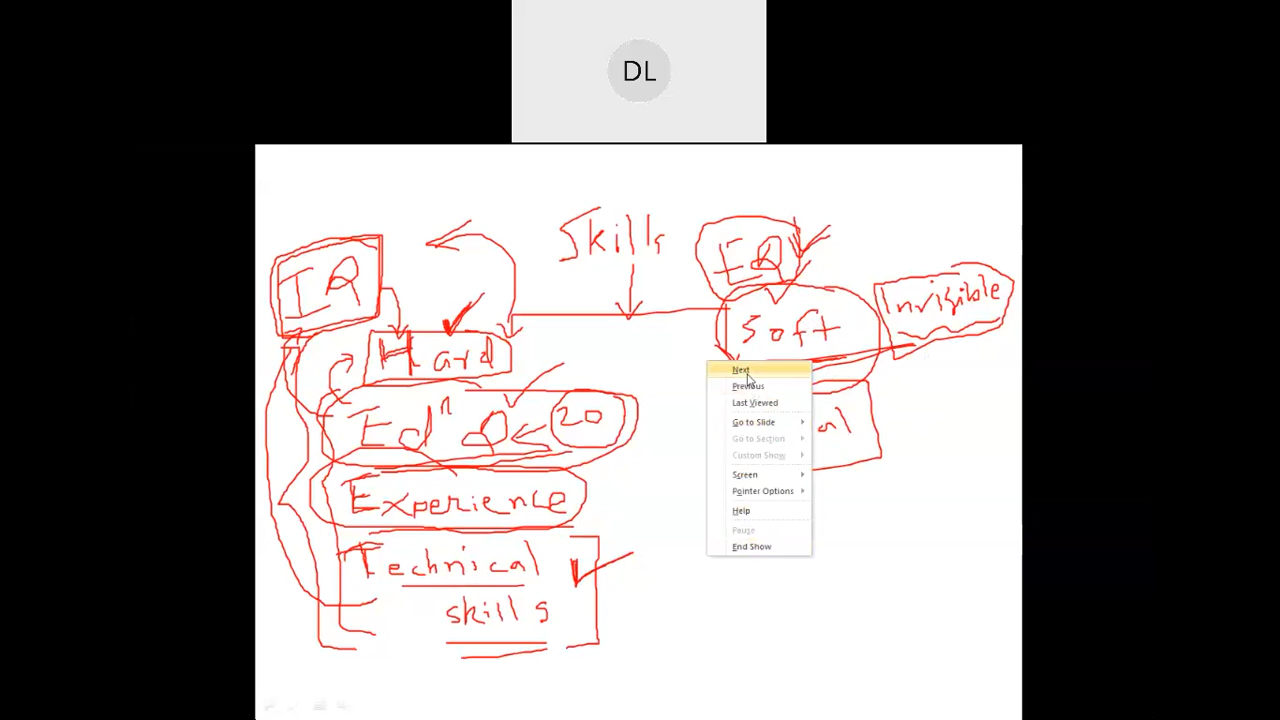 DL
Skills
IQ
EQ
Invisible
Soft
Hard
Next
Previous
Last Viewed
Go to Slide
Go to Section
Custom Show
Screen
Pointer Options
Help
Pause
End Show
Edn Q
20
Experience
Technical
skills